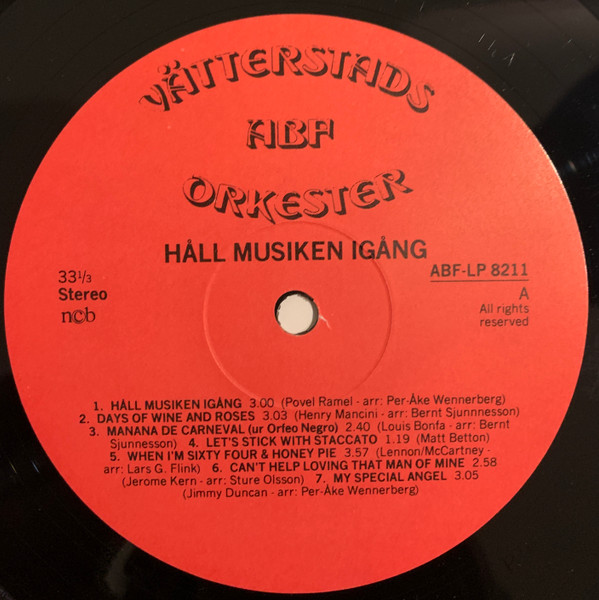 VÄTTERSTADS
ABF
ORKESTER
HÅLL MUSIKEN IGÅNG
33 1/3
Stereo
ncb
ABF-LP 8211
A
All rights
reserved
1. HÅLL MUSIKEN IGÅNG 3.00 (Povel Ramel - arr: Per-Åke Wennerberg)
2. DAYS OF WINE AND ROSES 3.03 (Henry Mancini - arr: Bernt Sjunnnesson)
3. MANANA DE CARNEVAL (ur Orfeo Negro) 2.40 (Louis Bonfa - arr: Bernt
Sjunnesson) 4. LET'S STICK WITH STACCATO 1.19 (Matt Betton)
5. WHEN I'M SIXTY FOUR & HONEY PIE 3.57 (Lennon/McCartney -
arr: Lars G. Flink) 6. CAN'T HELP LOVING THAT MAN OF MINE 2.58
(Jerome Kern - arr: Sture Olsson) 7. MY SPECIAL ANGEL 3.05
(Jimmy Duncan - arr: Per-Åke Wennerberg)